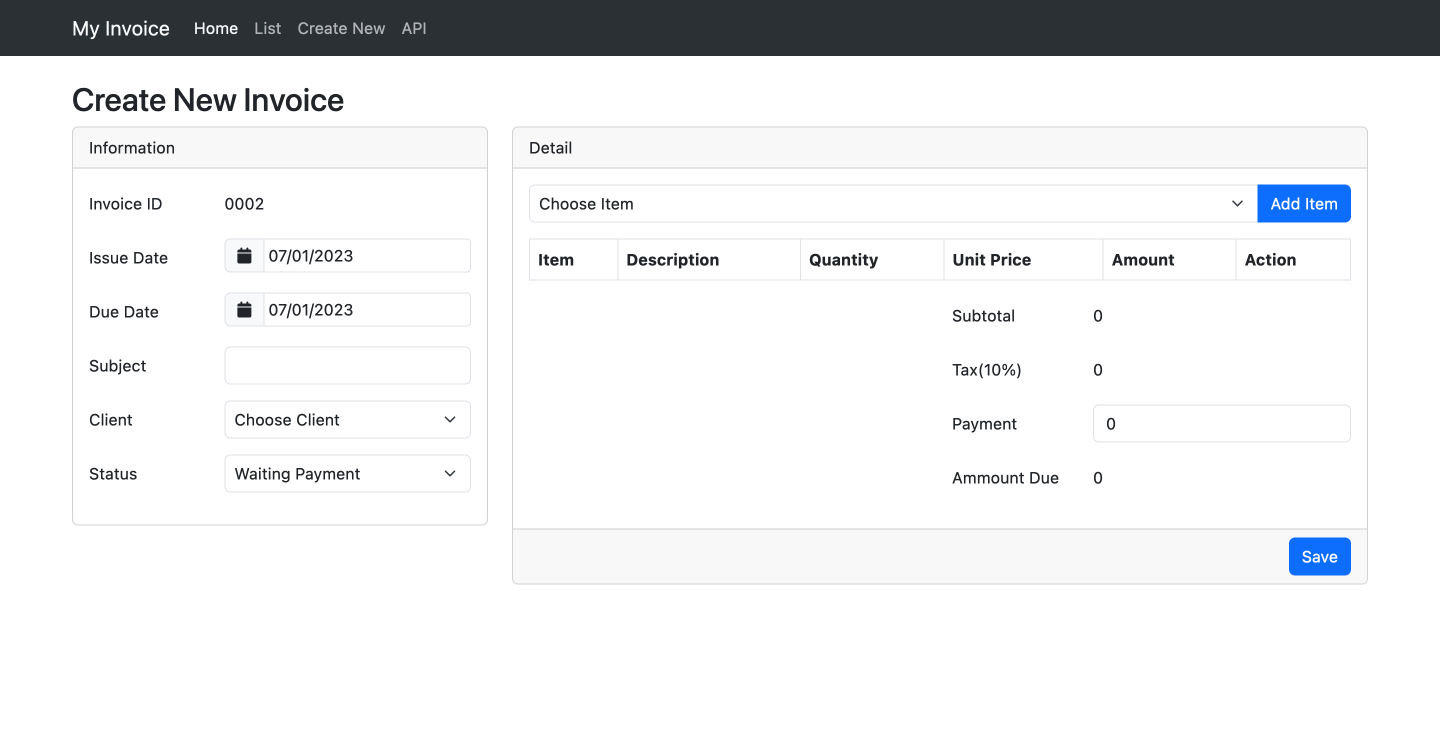 My Invoice Home List Create New API
Create New Invoice
Information
Invoice ID 0002
Issue Date 07/01/2023
Due Date 07/01/2023
Subject
Client Choose Client
Status Waiting Payment
Detail
Choose Item Add Item
Item Description Quantity Unit Price Amount Action
Subtotal 0
Tax(10%) 0
Payment 0
Ammount Due 0
Save